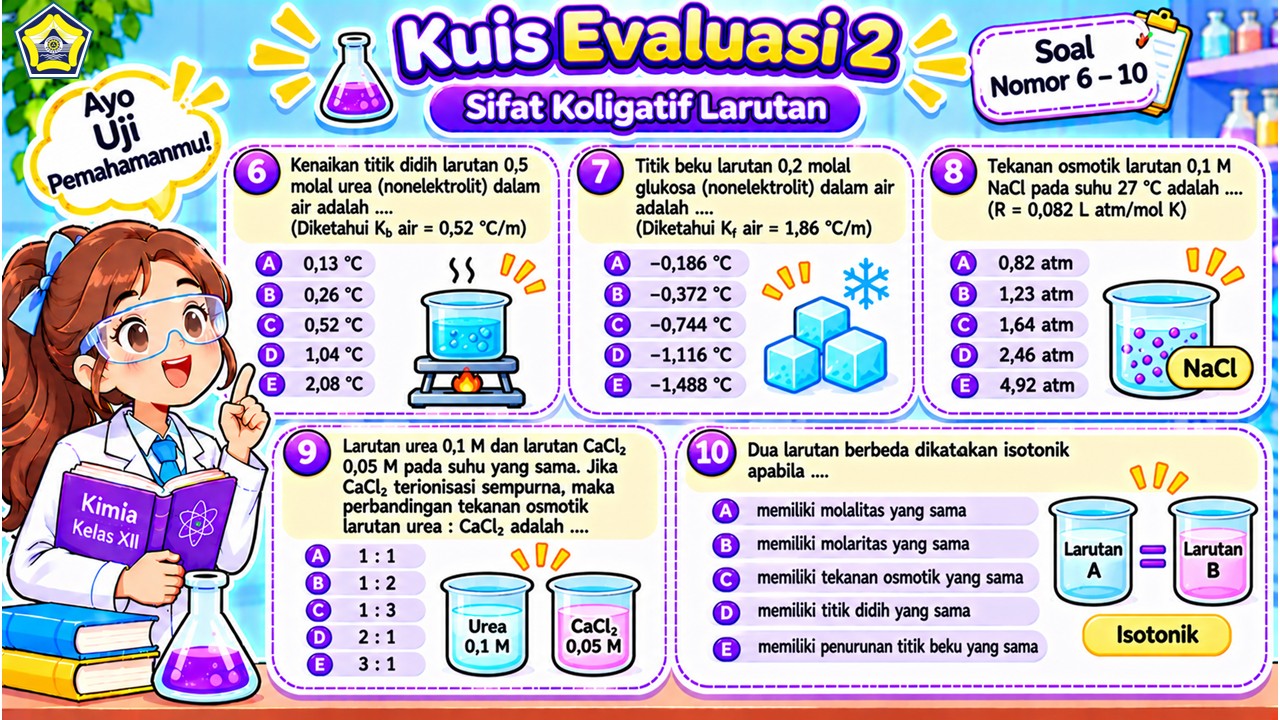 Kuis Evaluasi 2
Sifat Koligatif Larutan
Soal
Nomor 6 – 10
Ayo
Uji
Pemahamanmu!
6
Kenaikan titik didih larutan 0,5
molal urea (nonelektrolit) dalam
air adalah ....
(Diketahui K_b air = 0,52 °C/m)
A 0,13 °C
B 0,26 °C
C 0,52 °C
D 1,04 °C
E 2,08 °C
7
Titik beku larutan 0,2 molal
glukosa (nonelektrolit) dalam air
adalah ....
(Diketahui K_f air = 1,86 °C/m)
A −0,186 °C
B −0,372 °C
C −0,744 °C
D −1,116 °C
E −1,488 °C
8
Tekanan osmotik larutan 0,1 M
NaCl pada suhu 27 °C adalah ....
(R = 0,082 L atm/mol K)
A 0,82 atm
B 1,23 atm
C 1,64 atm
D 2,46 atm
E 4,92 atm
NaCl
Kimia
Kelas XII
9
Larutan urea 0,1 M dan larutan CaCl₂
0,05 M pada suhu yang sama. Jika
CaCl₂ terionisasi sempurna, maka
perbandingan tekanan osmotik
larutan urea : CaCl₂ adalah ....
A 1 : 1
B 1 : 2
C 1 : 3
D 2 : 1
E 3 : 1
Urea
0,1 M
CaCl₂
0,05 M
10
Dua larutan berbeda dikatakan isotonik
apabila ....
A memiliki molalitas yang sama
B memiliki molaritas yang sama
C memiliki tekanan osmotik yang sama
D memiliki titik didih yang sama
E memiliki penurunan titik beku yang sama
Larutan
A
=
Larutan
B
Isotonik